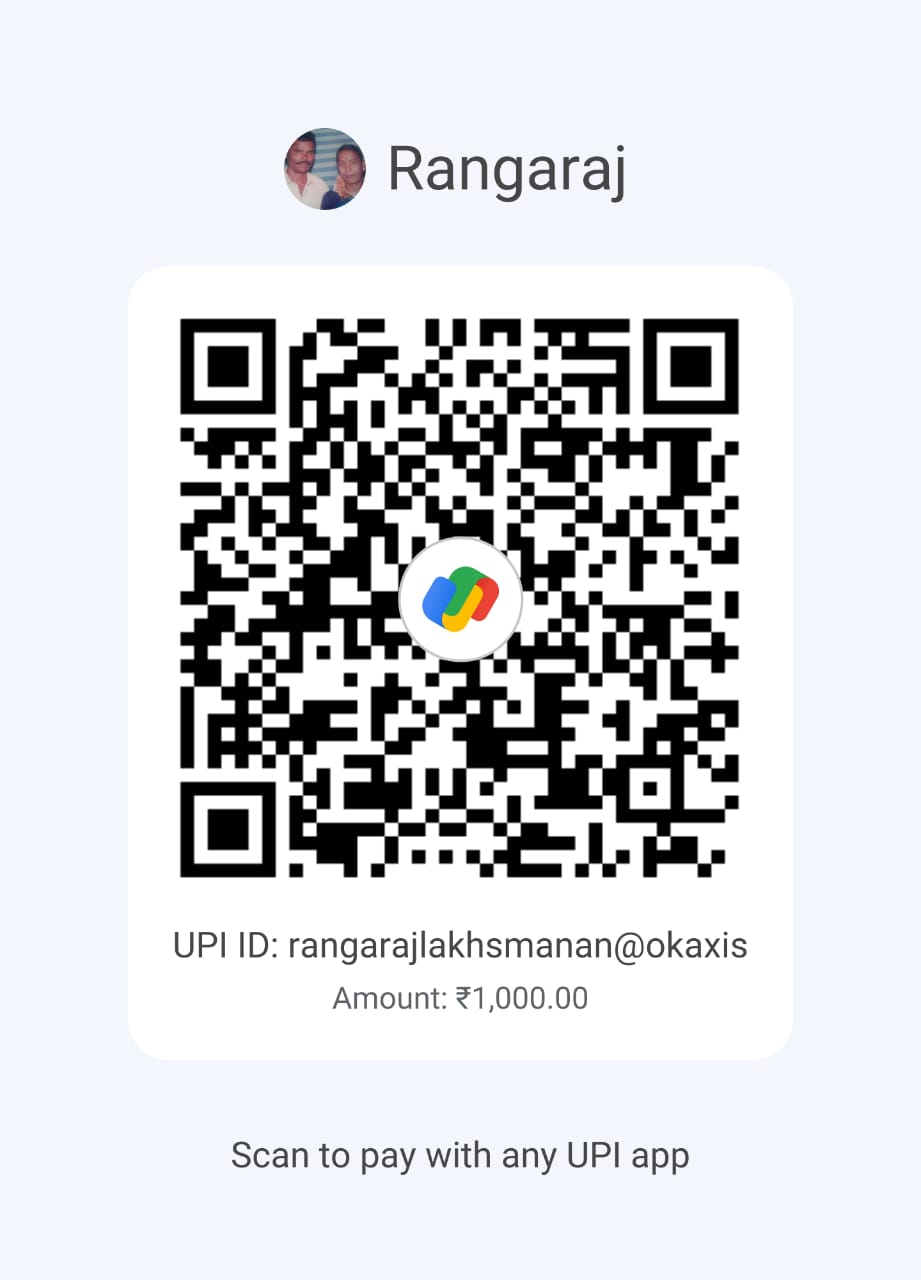 Rangaraj
UPI ID: rangarajlakhsmanan@okaxis
Amount: ₹1,000.00
Scan to pay with any UPI app